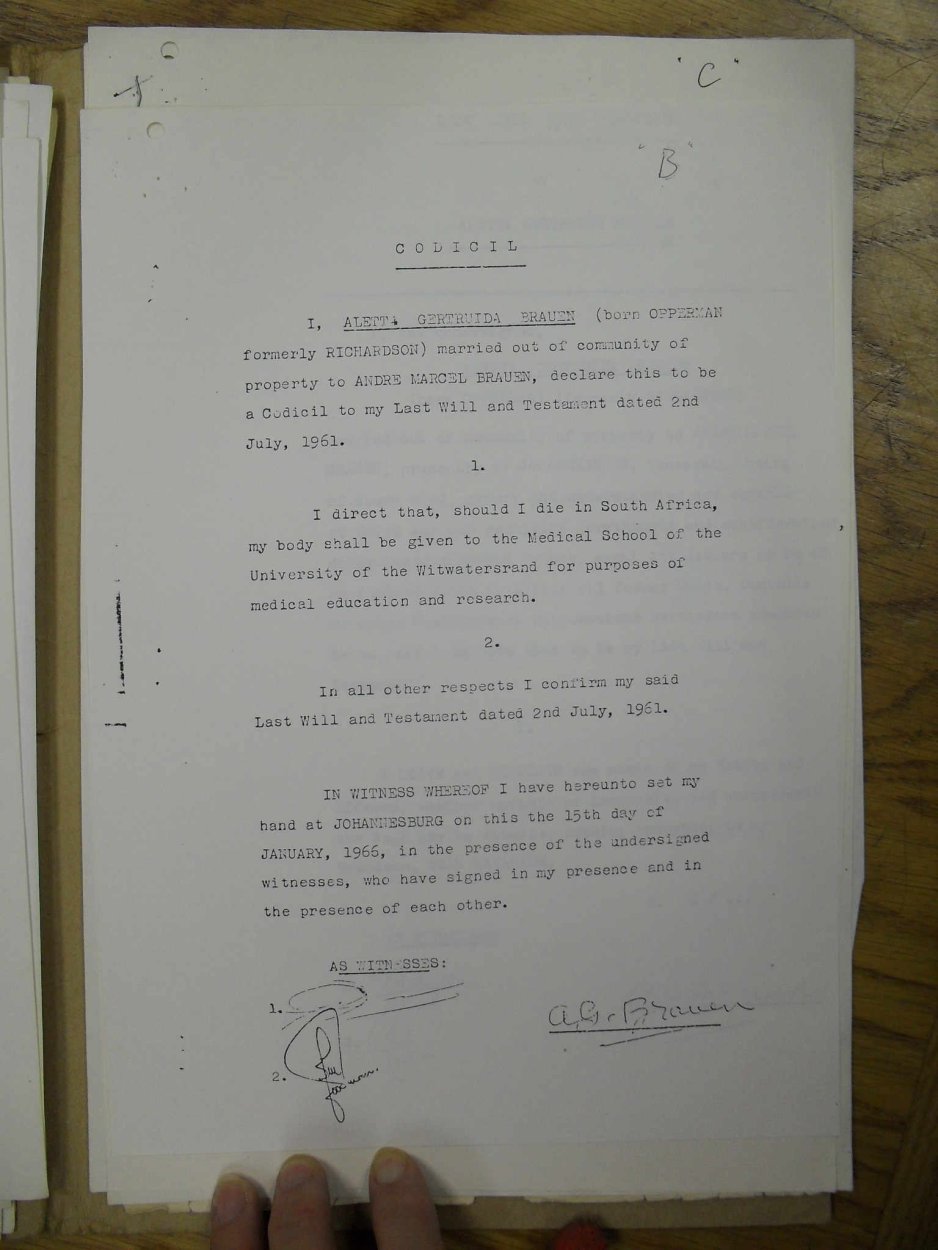 "C"
"B"
CODICIL
I, ALETTA GERTRUIDA BRAUEN (born OPPERMAN
formerly RICHARDSON) married out of community of
property to ANDRE MARCEL BRAUEN, declare this to be
a Codicil to my Last Will and Testament dated 2nd
July, 1961.
1.
I direct that, should I die in South Africa,
my body shall be given to the Medical School of the
University of the Witwatersrand for purposes of
medical education and research.
2.
In all other respects I confirm my said
Last Will and Testament dated 2nd July, 1961.
IN WITNESS WHEREOF I have hereunto set my
hand at JOHANNESBURG on this the 15th day of
JANUARY, 1966, in the presence of the undersigned
witnesses, who have signed in my presence and in
the presence of each other.
AS WITNESSES:
1.
A.G. Brauen
2.